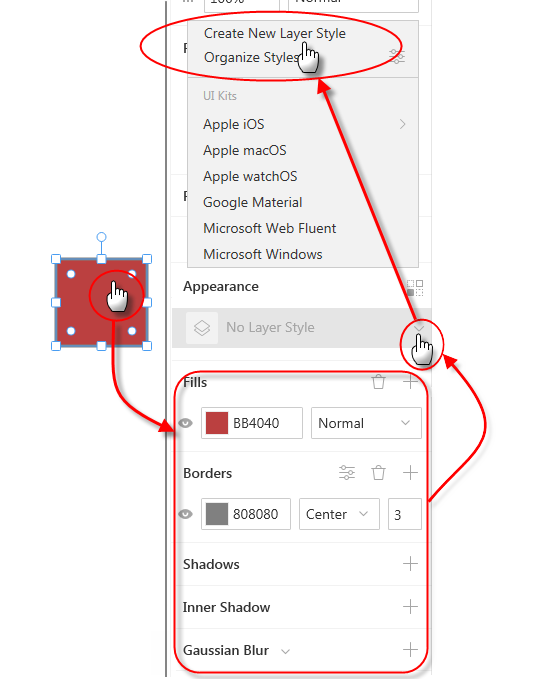 100%
Normal
Create New Layer Style
Organize Styles
UI Kits
Apple iOS
Apple macOS
Apple watchOS
Google Material
Microsoft Web Fluent
Microsoft Windows
Appearance
No Layer Style
Fills
BB4040 Normal
Borders
808080 Center 3
Shadows
Inner Shadow
Gaussian Blur